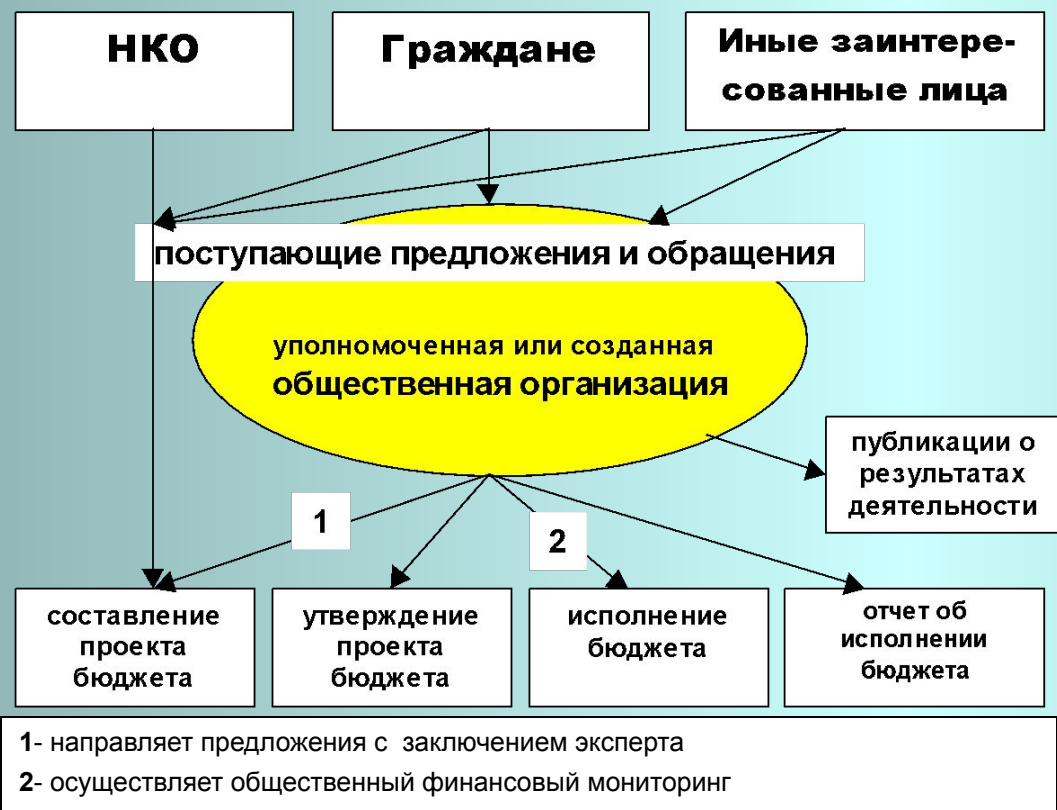 НКО
Граждане
Иные заинтере-
сованные лица
поступающие предложения и обращения
уполномоченная или созданная
общественная организация
публикации о
результатах
деятельности
1
2
составление
проекта
бюджета
утверждение
проекта
бюджета
исполнение
бюджета
отчет об
исполнении
бюджета
1- направляет предложения с заключением эксперта
2- осуществляет общественный финансовый мониторинг